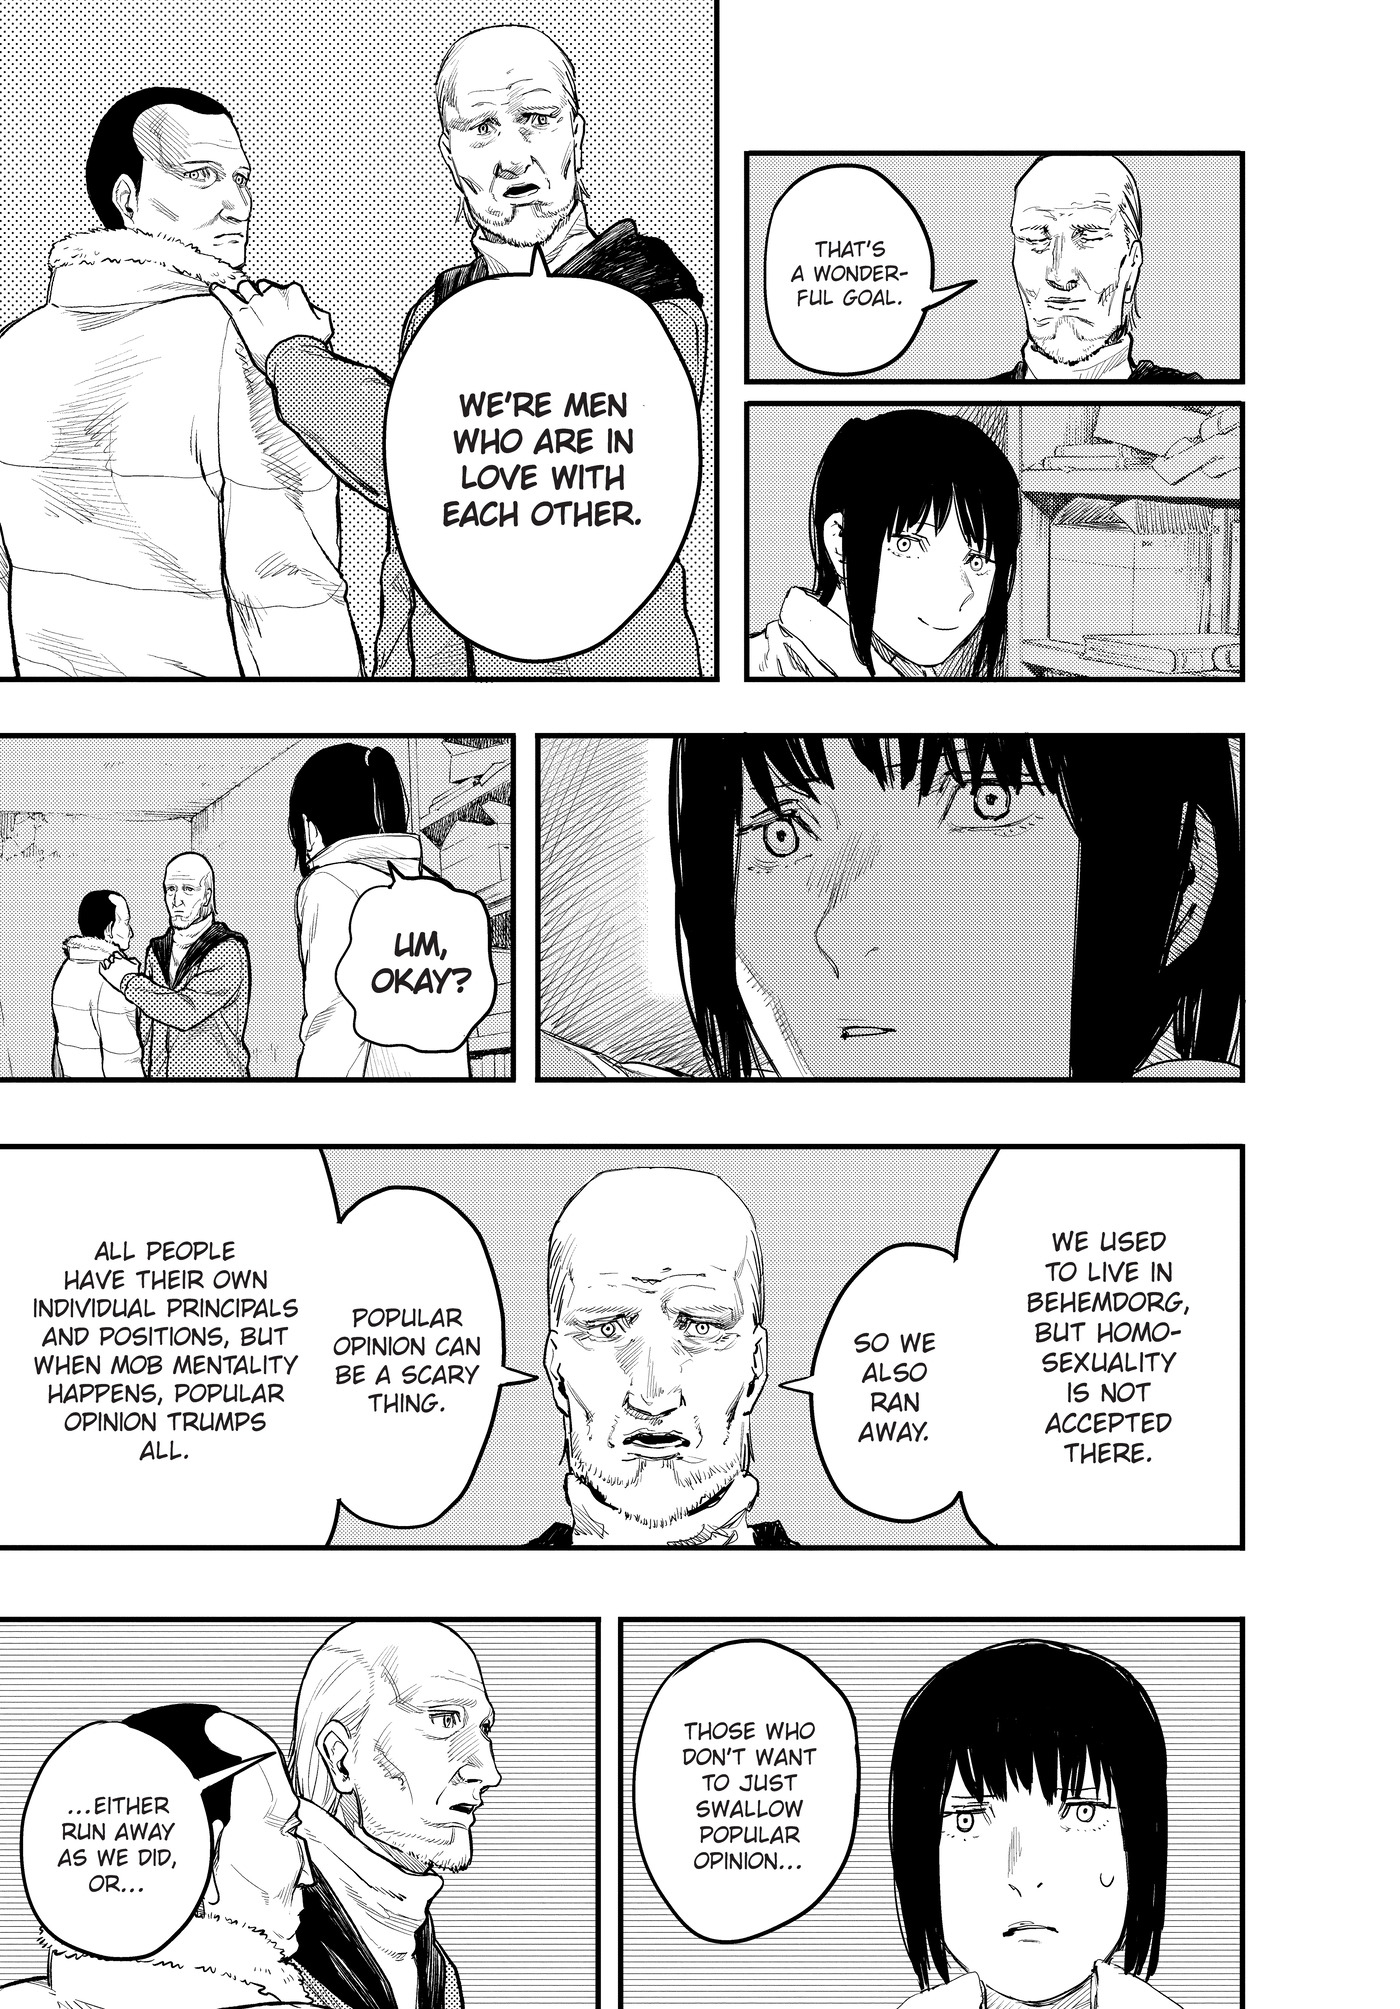 THAT'S
A WONDER-
FUL GOAL.
WE'RE MEN
WHO ARE IN
LOVE WITH
EACH OTHER.
UM,
OKAY?
WE USED
TO LIVE IN
BEHEMDORG,
BUT HOMO-
SEXUALITY
IS NOT
ACCEPTED
THERE.
SO WE
ALSO
RAN
AWAY.
POPULAR
OPINION CAN
BE A SCARY
THING.
ALL PEOPLE
HAVE THEIR OWN
INDIVIDUAL PRINCIPALS
AND POSITIONS, BUT
WHEN MOB MENTALITY
HAPPENS, POPULAR
OPINION TRUMPS
ALL.
THOSE WHO
DON'T WANT
TO JUST
SWALLOW
POPULAR
OPINION...
...EITHER
RUN AWAY
AS WE DID,
OR...